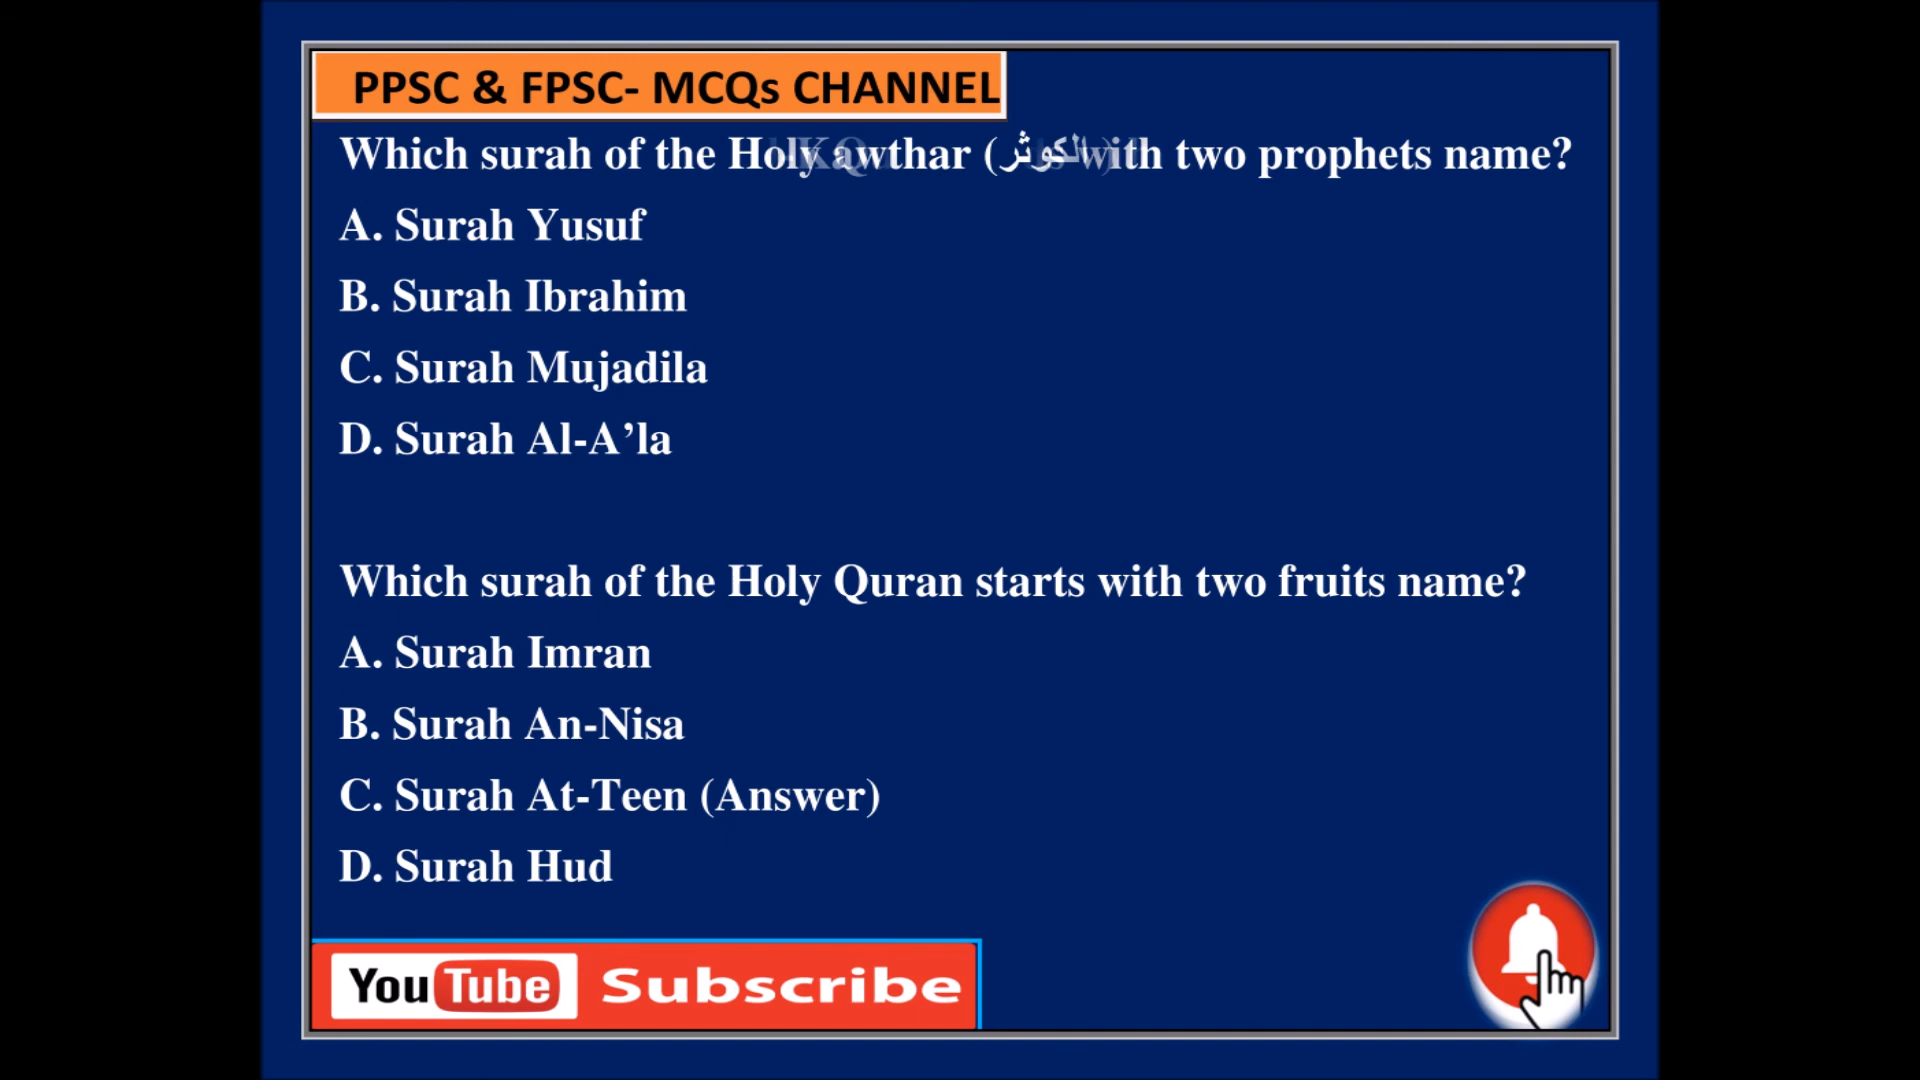 PPSC & FPSC- MCQs CHANNEL
Which surah of the Holy awthar (الكوثر with two prophets name?
A. Surah Yusuf
B. Surah Ibrahim
C. Surah Mujadila
D. Surah Al-A’la
Which surah of the Holy Quran starts with two fruits name?
A. Surah Imran
B. Surah An-Nisa
C. Surah At-Teen (Answer)
D. Surah Hud
YouTube Subscribe